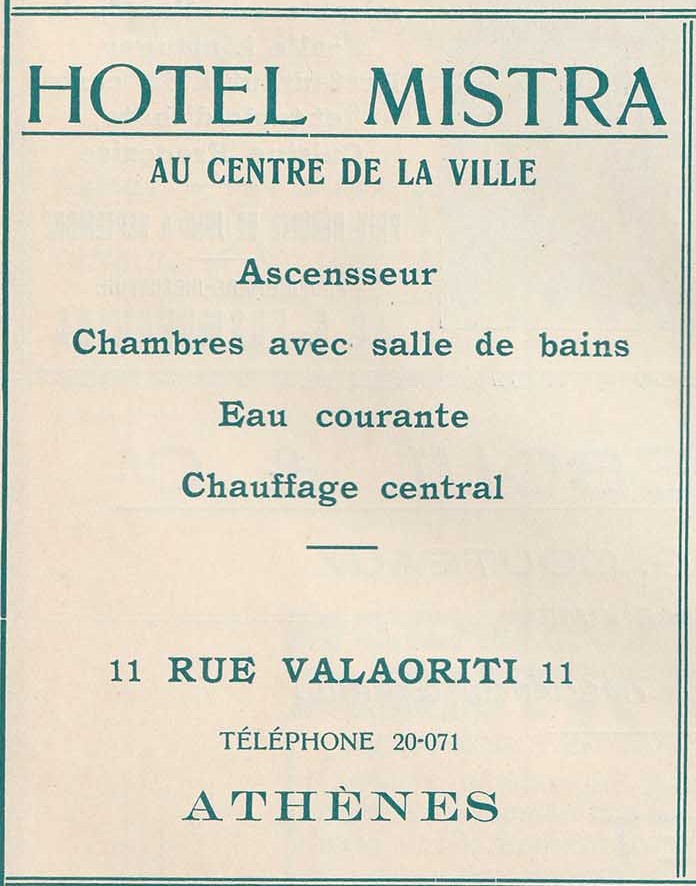 HOTEL MISTRA
AU CENTRE DE LA VILLE
Ascensseur
Chambres avec salle de bains
Eau courante
Chauffage central
11 RUE VALAORITI 11
TÉLÉPHONE 20-071
ATHÈNES